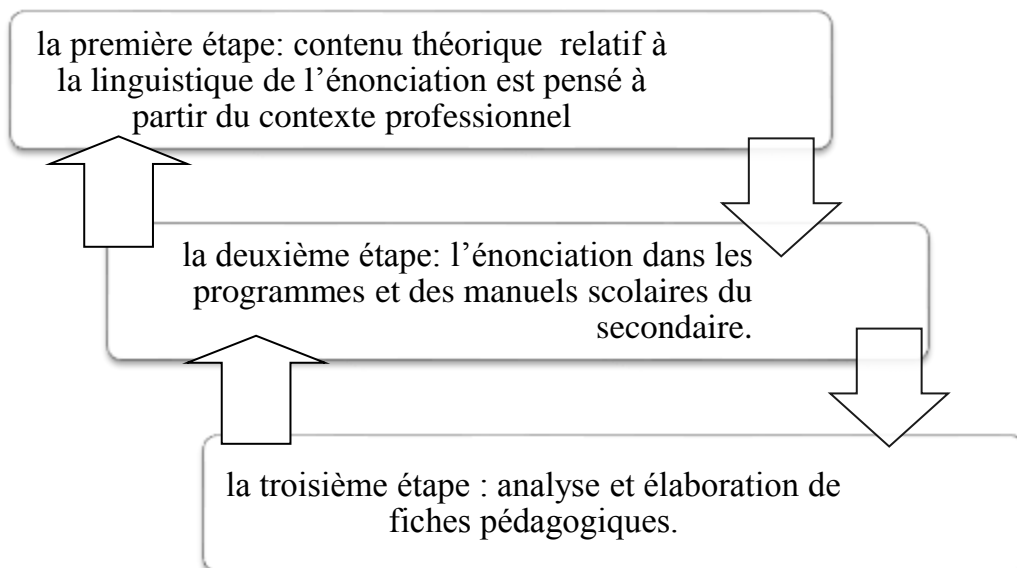 la première étape: contenu théorique relatif à
la linguistique de l’énonciation est pensé à
partir du contexte professionnel
la deuxième étape: l’énonciation dans les
programmes et des manuels scolaires du
secondaire.
la troisième étape : analyse et élaboration de
fiches pédagogiques.